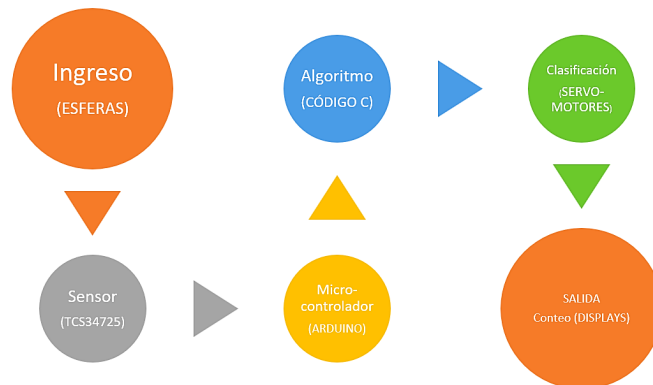 Ingreso
(ESFERAS)
Sensor
(TCS34725)
Micro-
controlador
(ARDUINO)
Algoritmo
(CÓDIGO C)
Clasificación
(SERVO-
MOTORES)
SALIDA
Conteo (DISPLAYS)